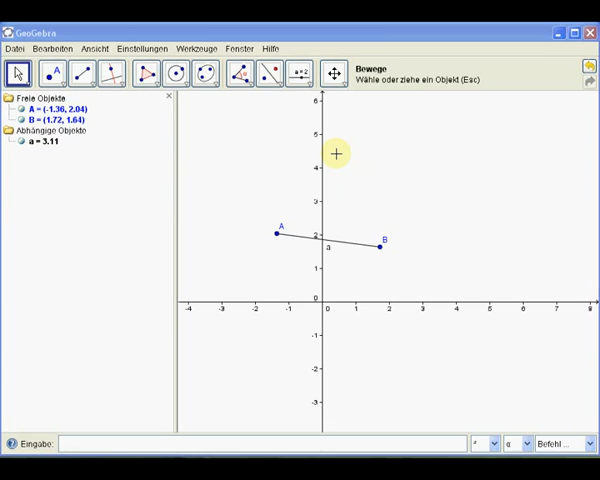 GeoGebra
Datei Bearbeiten Ansicht Einstellungen Werkzeuge Fenster Hilfe
A
a=2
Bewege
Wähle oder ziehe ein Objekt (Esc)
Freie Objekte
A = (-1.36, 2.04)
B = (1.72, 1.64)
Abhängige Objekte
a = 3.11
6
5
4
3
A
2
B
a
1
0
-4 -3 -2 -1 0 1 2 3 4 5 6 7 8
-1
-2
-3
Eingabe:
²
α
Befehl ...